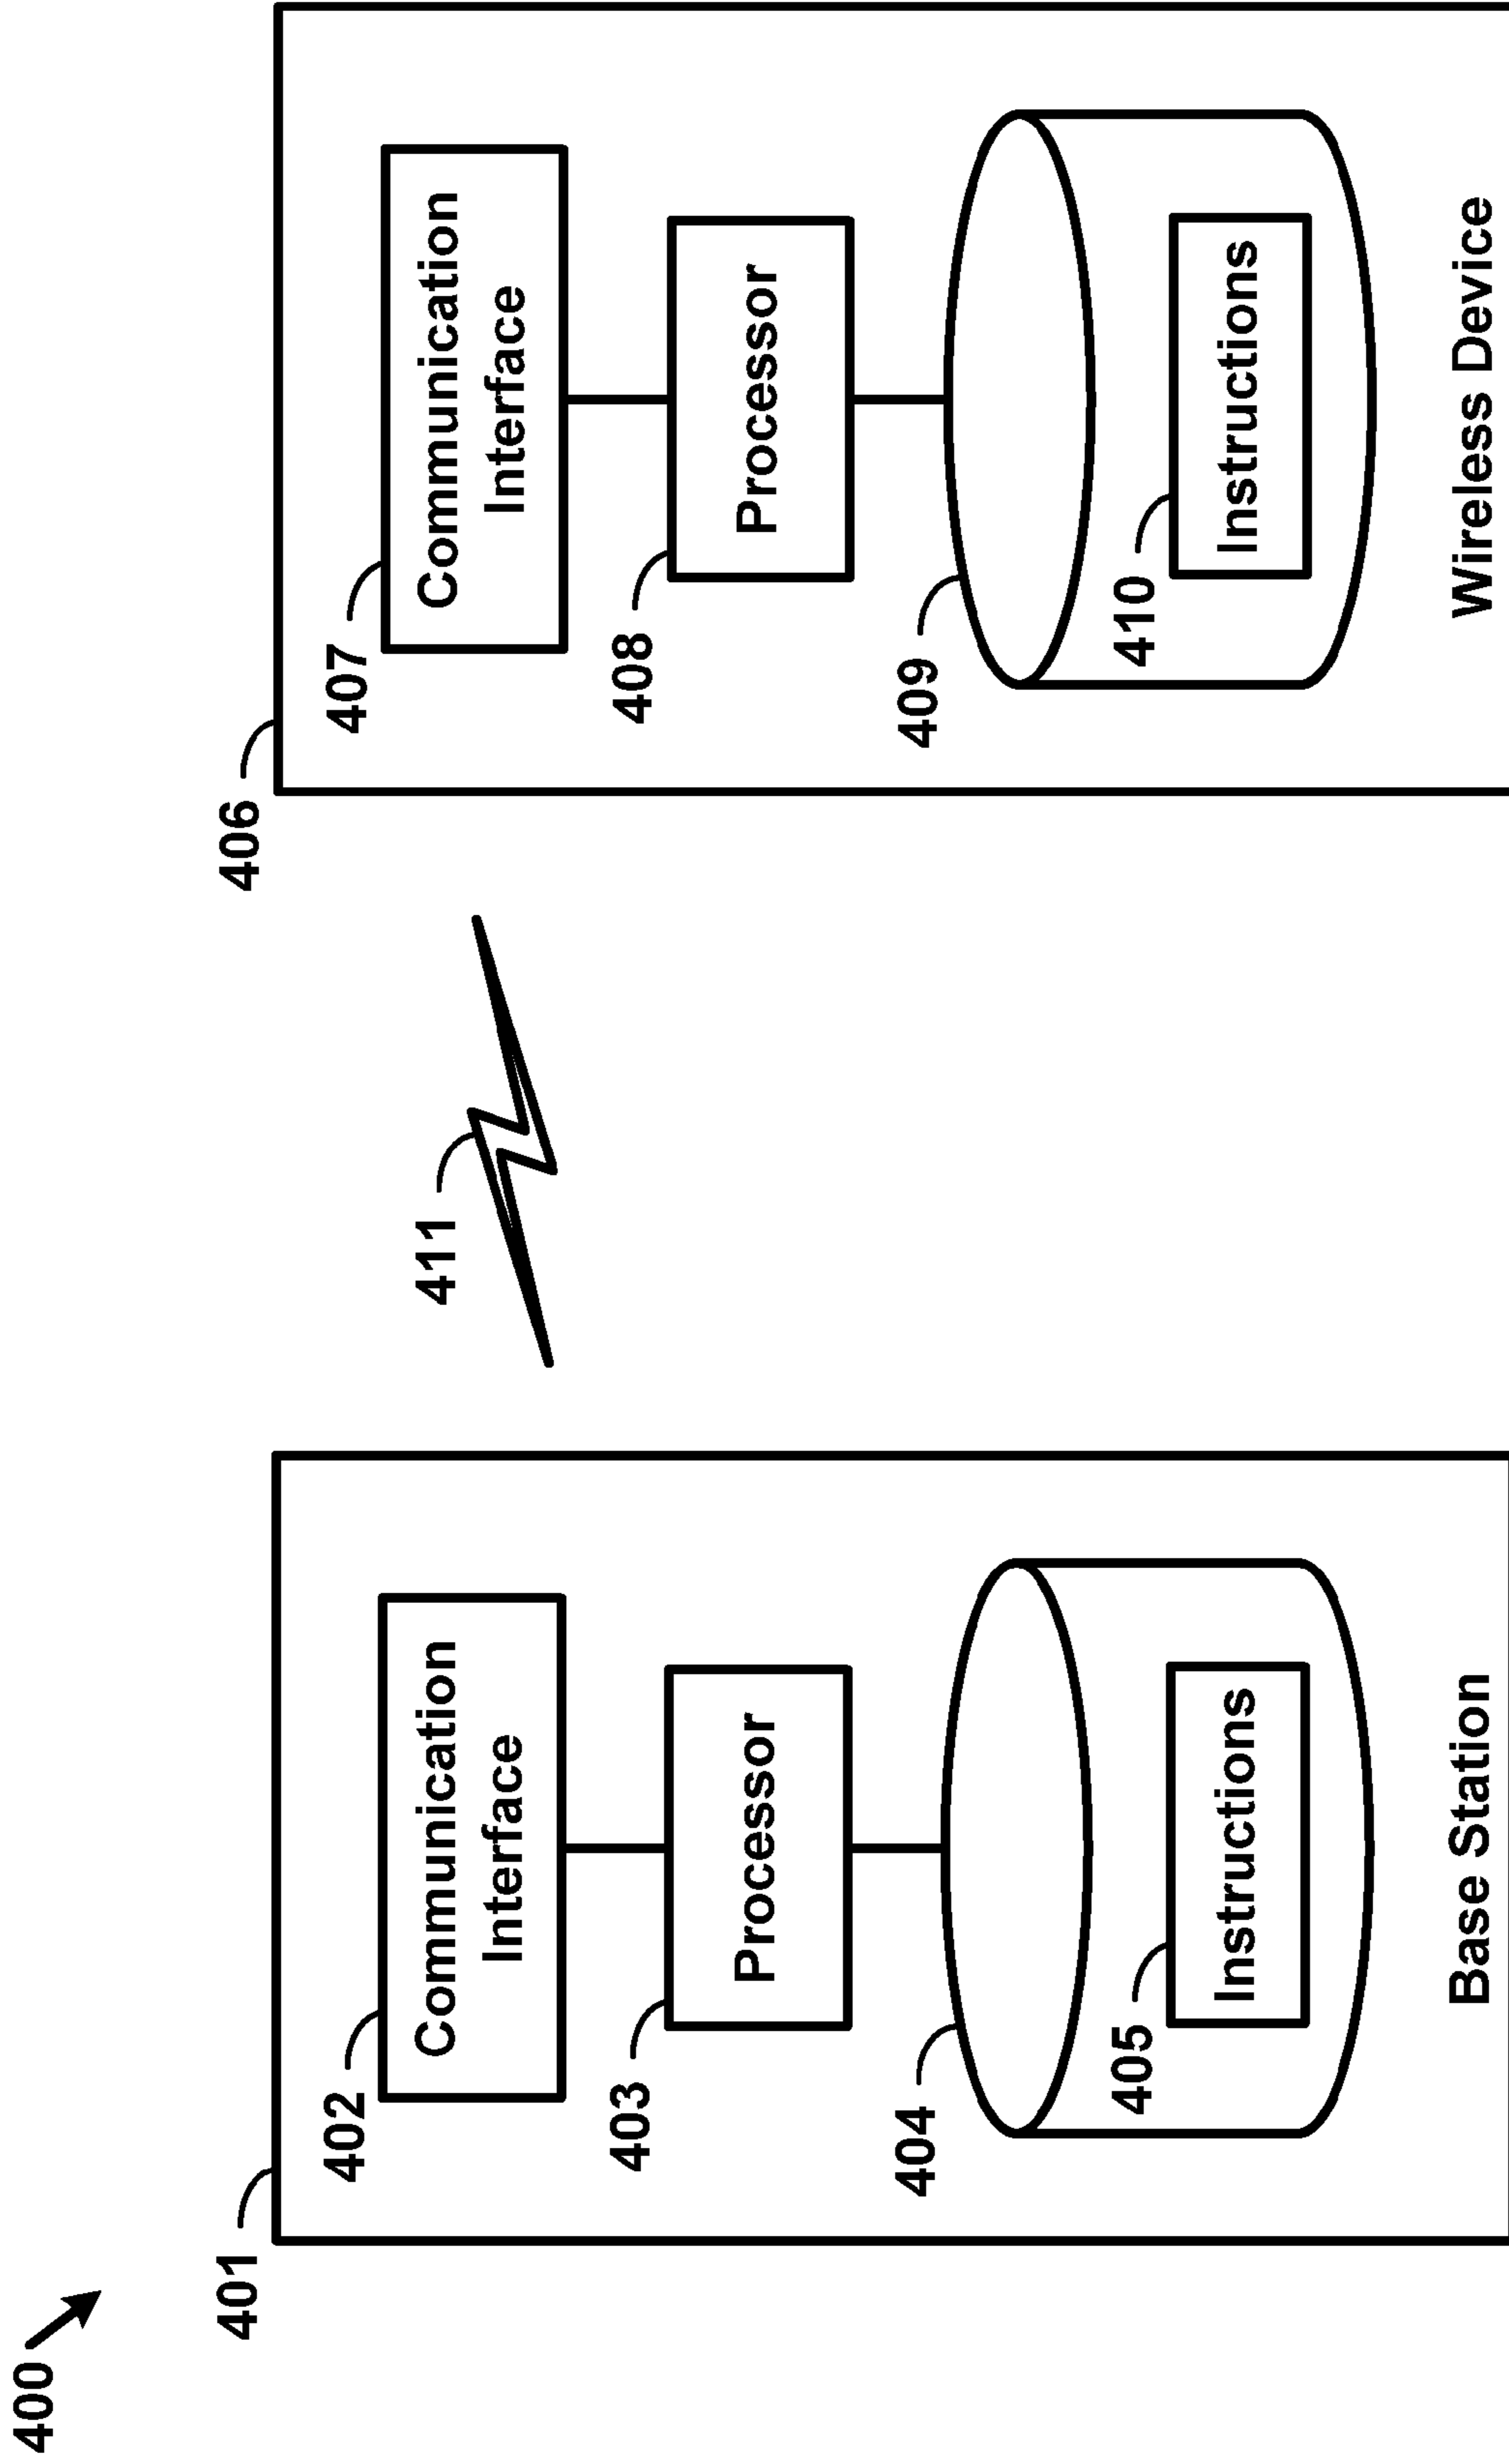 400
401
402
Communication
Interface
403
Processor
404
405
Instructions
Base Station
411
406
407
Communication
Interface
408
Processor
409
410
Instructions
Wireless Device